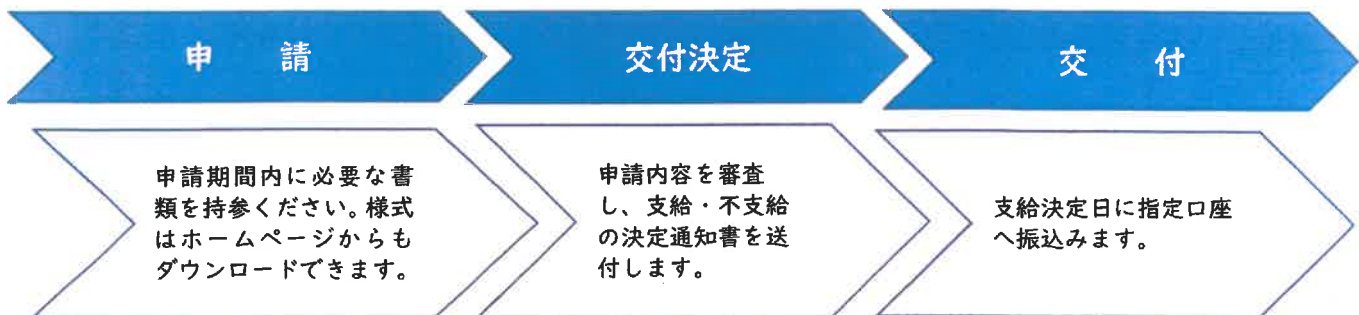 申　請
交付決定
交　付
申請期間内に必要な書
類を持参ください。様式
はホームページからも
ダウンロードできます。
申請内容を審査
し、支給・不支給
の決定通知書を送
付します。
支給決定日に指定口座
へ振込みます。